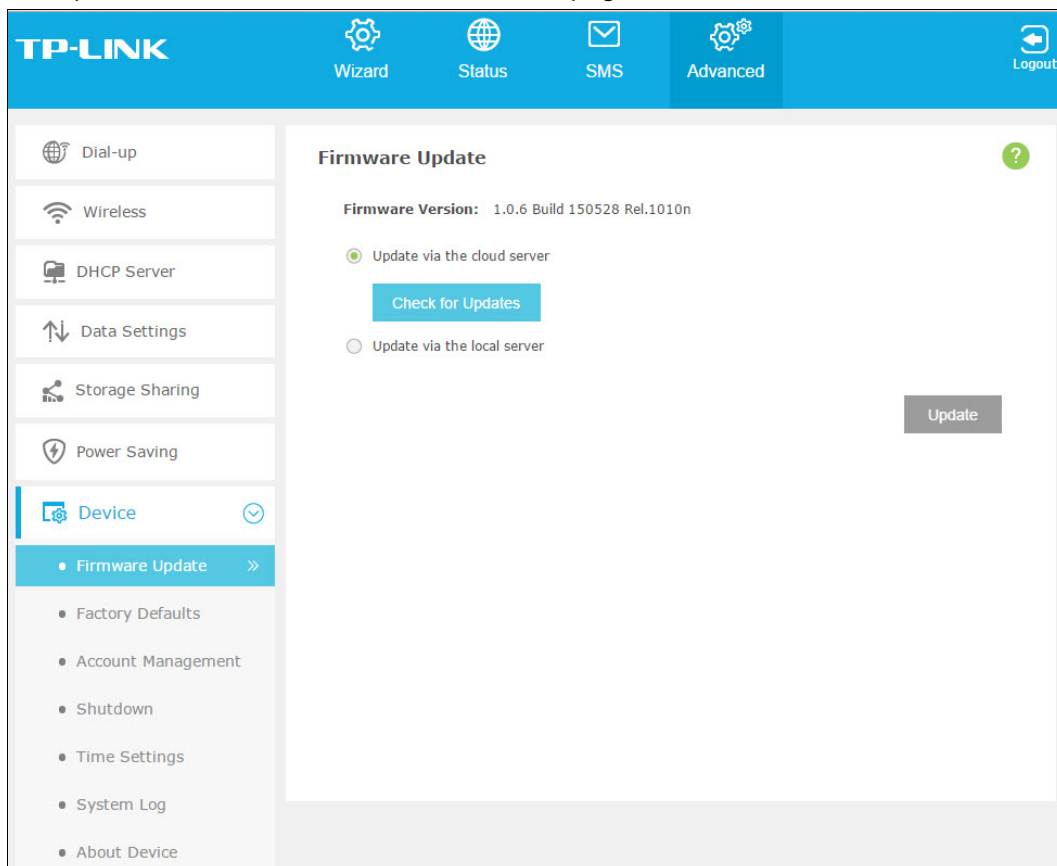 TP-LINK
Wizard
Status
SMS
Advanced
Logout
Dial-up
Wireless
DHCP Server
Data Settings
Storage Sharing
Power Saving
Device
Firmware Update
Factory Defaults
Account Management
Shutdown
Time Settings
System Log
About Device
Firmware Update
?
Firmware Version: 1.0.6 Build 150528 Rel.1010n
Update via the cloud server
Check for Updates
Update via the local server
Update